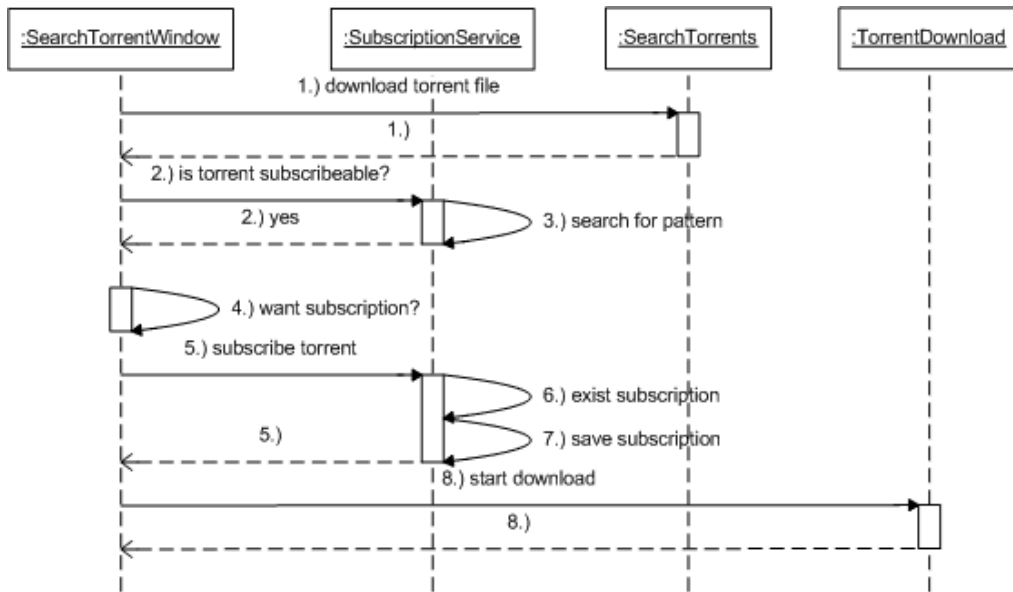 :SearchTorrentWindow
:SubscriptionService
:SearchTorrents
:TorrentDownload
1.) download torrent file
1.)
2.) is torrent subscribeable?
2.) yes
3.) search for pattern
4.) want subscription?
5.) subscribe torrent
6.) exist subscription
5.)
7.) save subscription
8.) start download
8.)